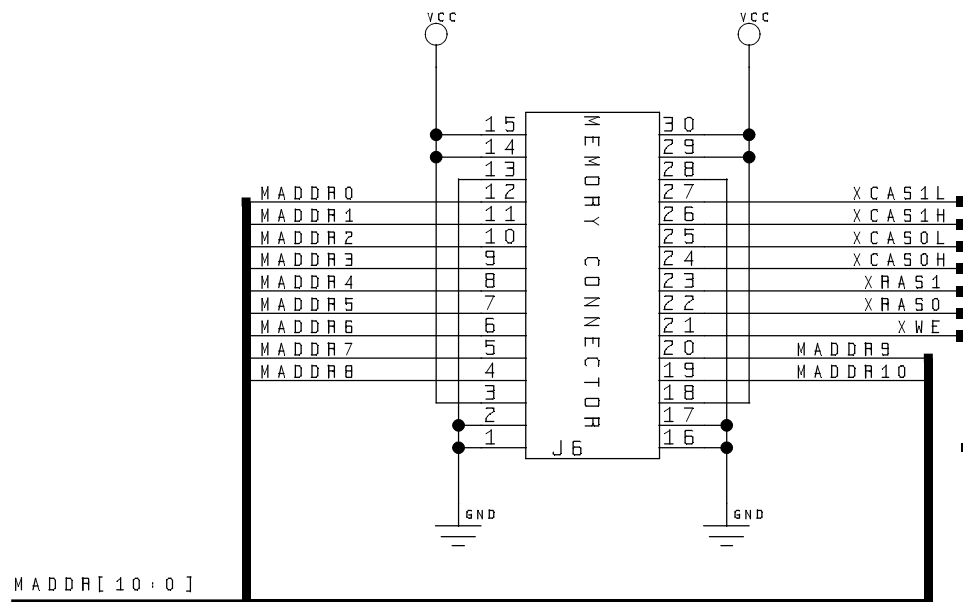 VCC VCC
15 30
14 29
13 28
MADDR0 12 27 XCAS1L
MADDR1 11 26 XCAS1H
MADDR2 10 25 XCAS0L
MADDR3 9 24 XCAS0H
MADDR4 8 23 XRAS1
MADDR5 7 22 XRAS0
MADDR6 6 21 XWE
MADDR7 5 20 MADDR9
MADDR8 4 19 MADDR10
3 18
2 17
1 16
MEMORY CONNECTOR
J6
GND GND
MADDR[10:0]